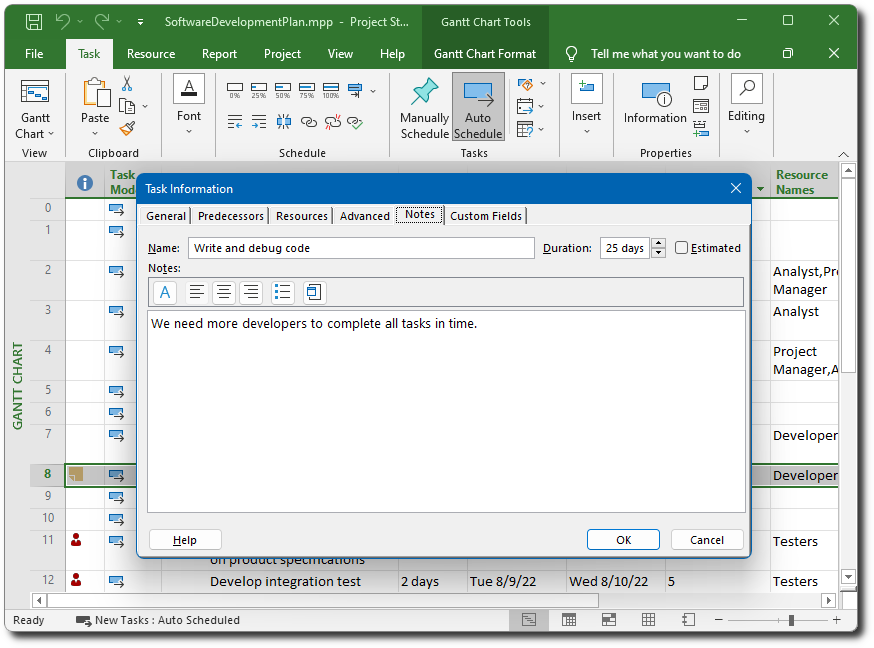 SoftwareDevelopmentPlan.mpp - Project St...
Gantt Chart Tools
File Task Resource Report Project View Help Gantt Chart Format Tell me what you want to do
0% 25% 50% 75% 100%
Gantt Chart
Paste
Font
Manually Schedule
Auto Schedule
Insert
Information
Editing
View Clipboard Schedule Tasks Properties
Task
Mode
Resource
Names
Task Information
General Predecessors Resources Advanced Notes Custom Fields
Name: Write and debug code Duration: 25 days Estimated
Notes:
A
We need more developers to complete all tasks in time.
Help OK Cancel
GANTT CHART
0
1
2 Analyst,Pro
Manager
3 Analyst
4 Project
Manager,A
5
6
7 Developer
8 Developer
9
10
11 on product specifications Testers
12 Develop integration test 2 days Tue 8/9/22 Wed 8/10/22 5 Testers
Ready New Tasks : Auto Scheduled